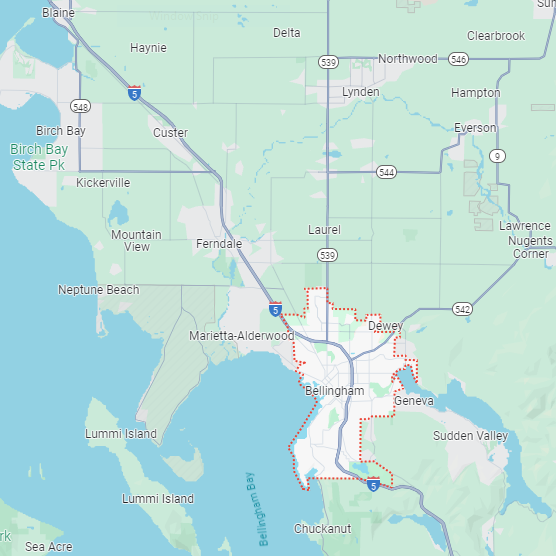 Blaine
Sun
Delta
Clearbrook
Haynie
Northwood
546
539
Lynden
Hampton
5
548
Birch Bay
Custer
Everson
Birch Bay
State Pk
9
544
Kickerville
Lawrence
Mountain
View
Laurel
Nugents
Corner
Ferndale
539
Neptune Beach
5
542
Dewey
Marietta-Alderwood
Bellingham
Geneva
Lummi Island
Sudden Valley
5
Lummi Island
Bellingham Bay
Chuckanut
rk
Sea Acre